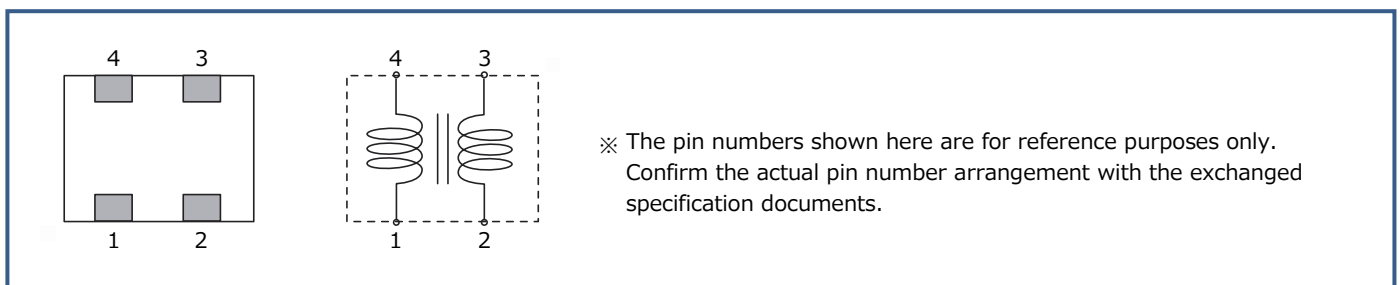 4 3
1 2
4 3
1 2
※ The pin numbers shown here are for reference purposes only.
Confirm the actual pin number arrangement with the exchanged
specification documents.